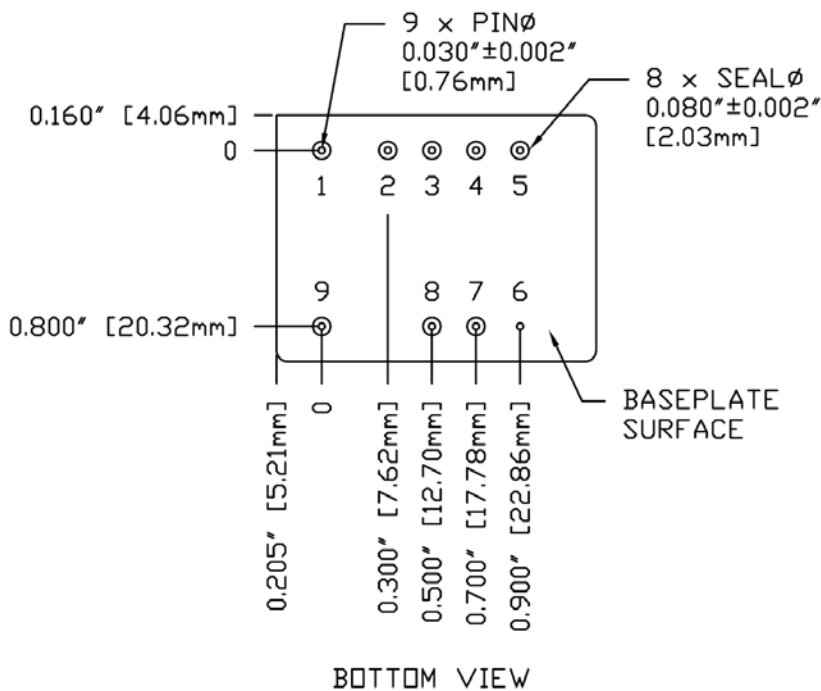 9 x PINØ
0.030"±0.002"
[0.76mm]
8 x SEALØ
0.080"±0.002"
[2.03mm]
0.160" [4.06mm]
0
1 2 3 4 5
9 8 7 6
0.800" [20.32mm]
BASEPLATE
SURFACE
0.205" [5.21mm]
0
0.300" [7.62mm]
0.500" [12.70mm]
0.700" [17.78mm]
0.900" [22.86mm]
BOTTOM VIEW